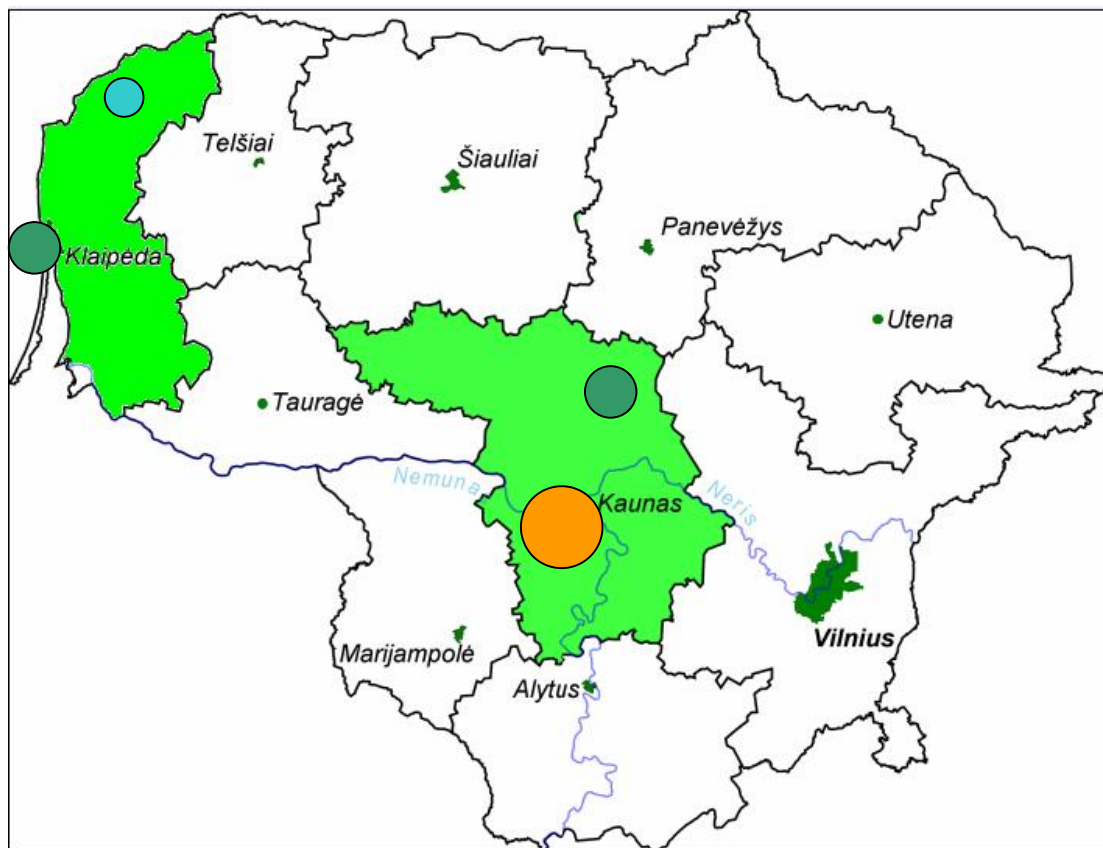 Telšiai
Šiauliai
Panevėžys
Klaipėda
Utena
Tauragė
Nemuna
Neris
Kaunas
Vilnius
Marijampolė
Alytus